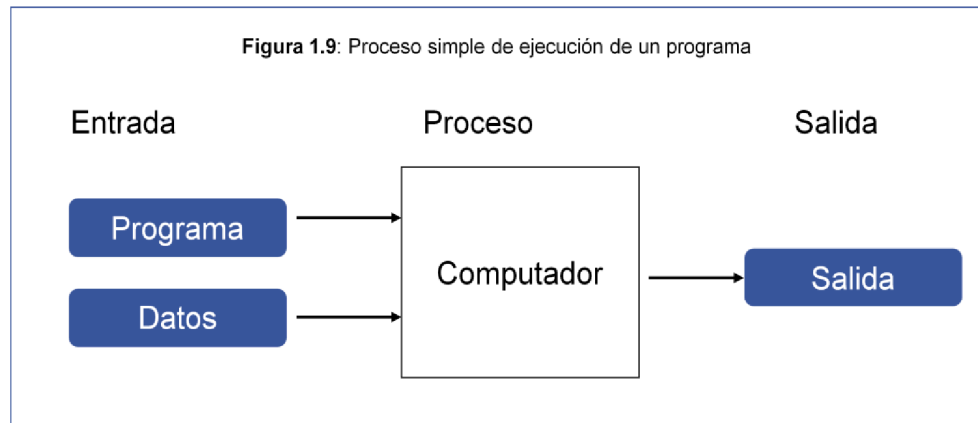 Figura 1.9: Proceso simple de ejecución de un programa
Entrada
Proceso
Salida
Programa
Datos
Computador
Salida